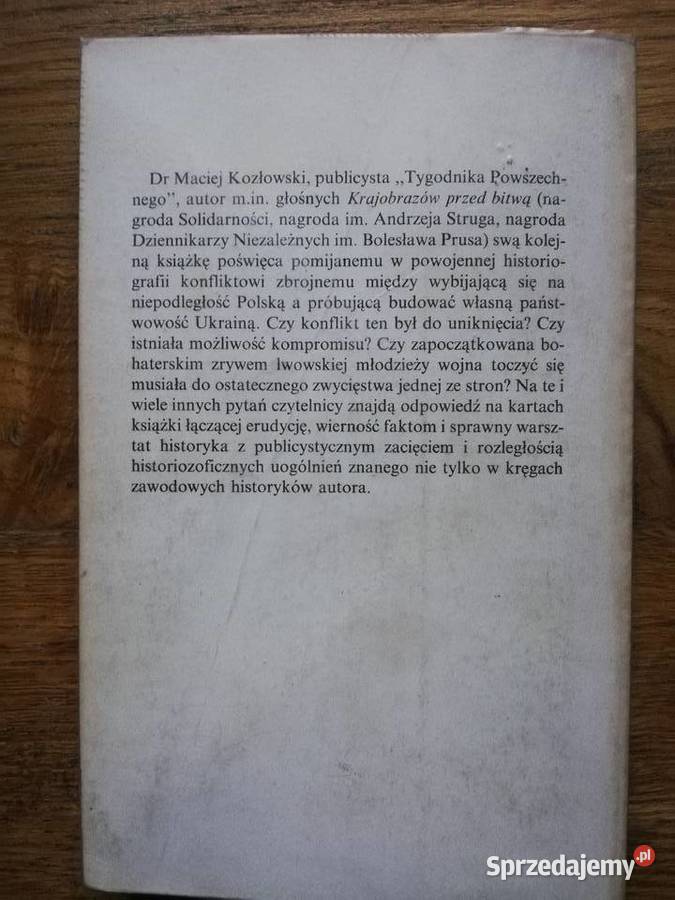 Dr Maciej Kozłowski, publicysta „Tygodnika Powszech-
nego”, autor m.in. głośnych Krajobrazów przed bitwą (na-
groda Solidarności, nagroda im. Andrzeja Struga, nagroda
Dziennikarzy Niezależnych im. Bolesława Prusa) swą kolej-
ną książkę poświęca pomijanemu w powojennej historio-
grafii konfliktowi zbrojnemu między wybijającą się na
niepodległość Polską a próbującą budować własną państ-
wowość Ukrainą. Czy konflikt ten był do uniknięcia? Czy
istniała możliwość kompromisu? Czy zapoczątkowana bo-
haterskim zrywem lwowskiej młodzieży wojna toczyć się
musiała do ostatecznego zwycięstwa jednej ze stron? Na te i
wiele innych pytań czytelnicy znajdą odpowiedź na kartach
książki łączącej erudycję, wierność faktom i sprawny warsz-
tat historyka z publicystycznym zacięciem i rozległością
historiozoficznych uogólnień znanego nie tylko w kręgach
zawodowych historyków autora.
Sprzedajemy.pl